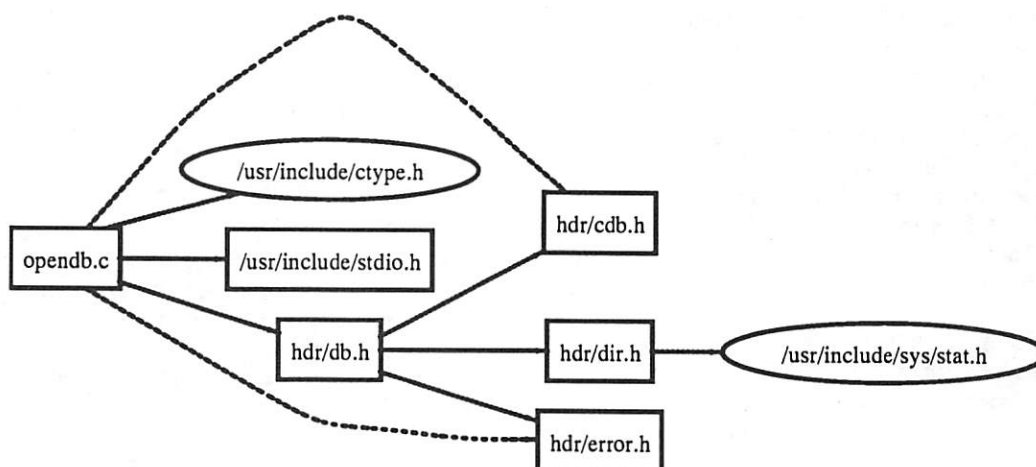 /usr/include/ctype.h
hdr/cdb.h
opendb.c
/usr/include/stdio.h
hdr/db.h
hdr/dir.h
/usr/include/sys/stat.h
hdr/error.h